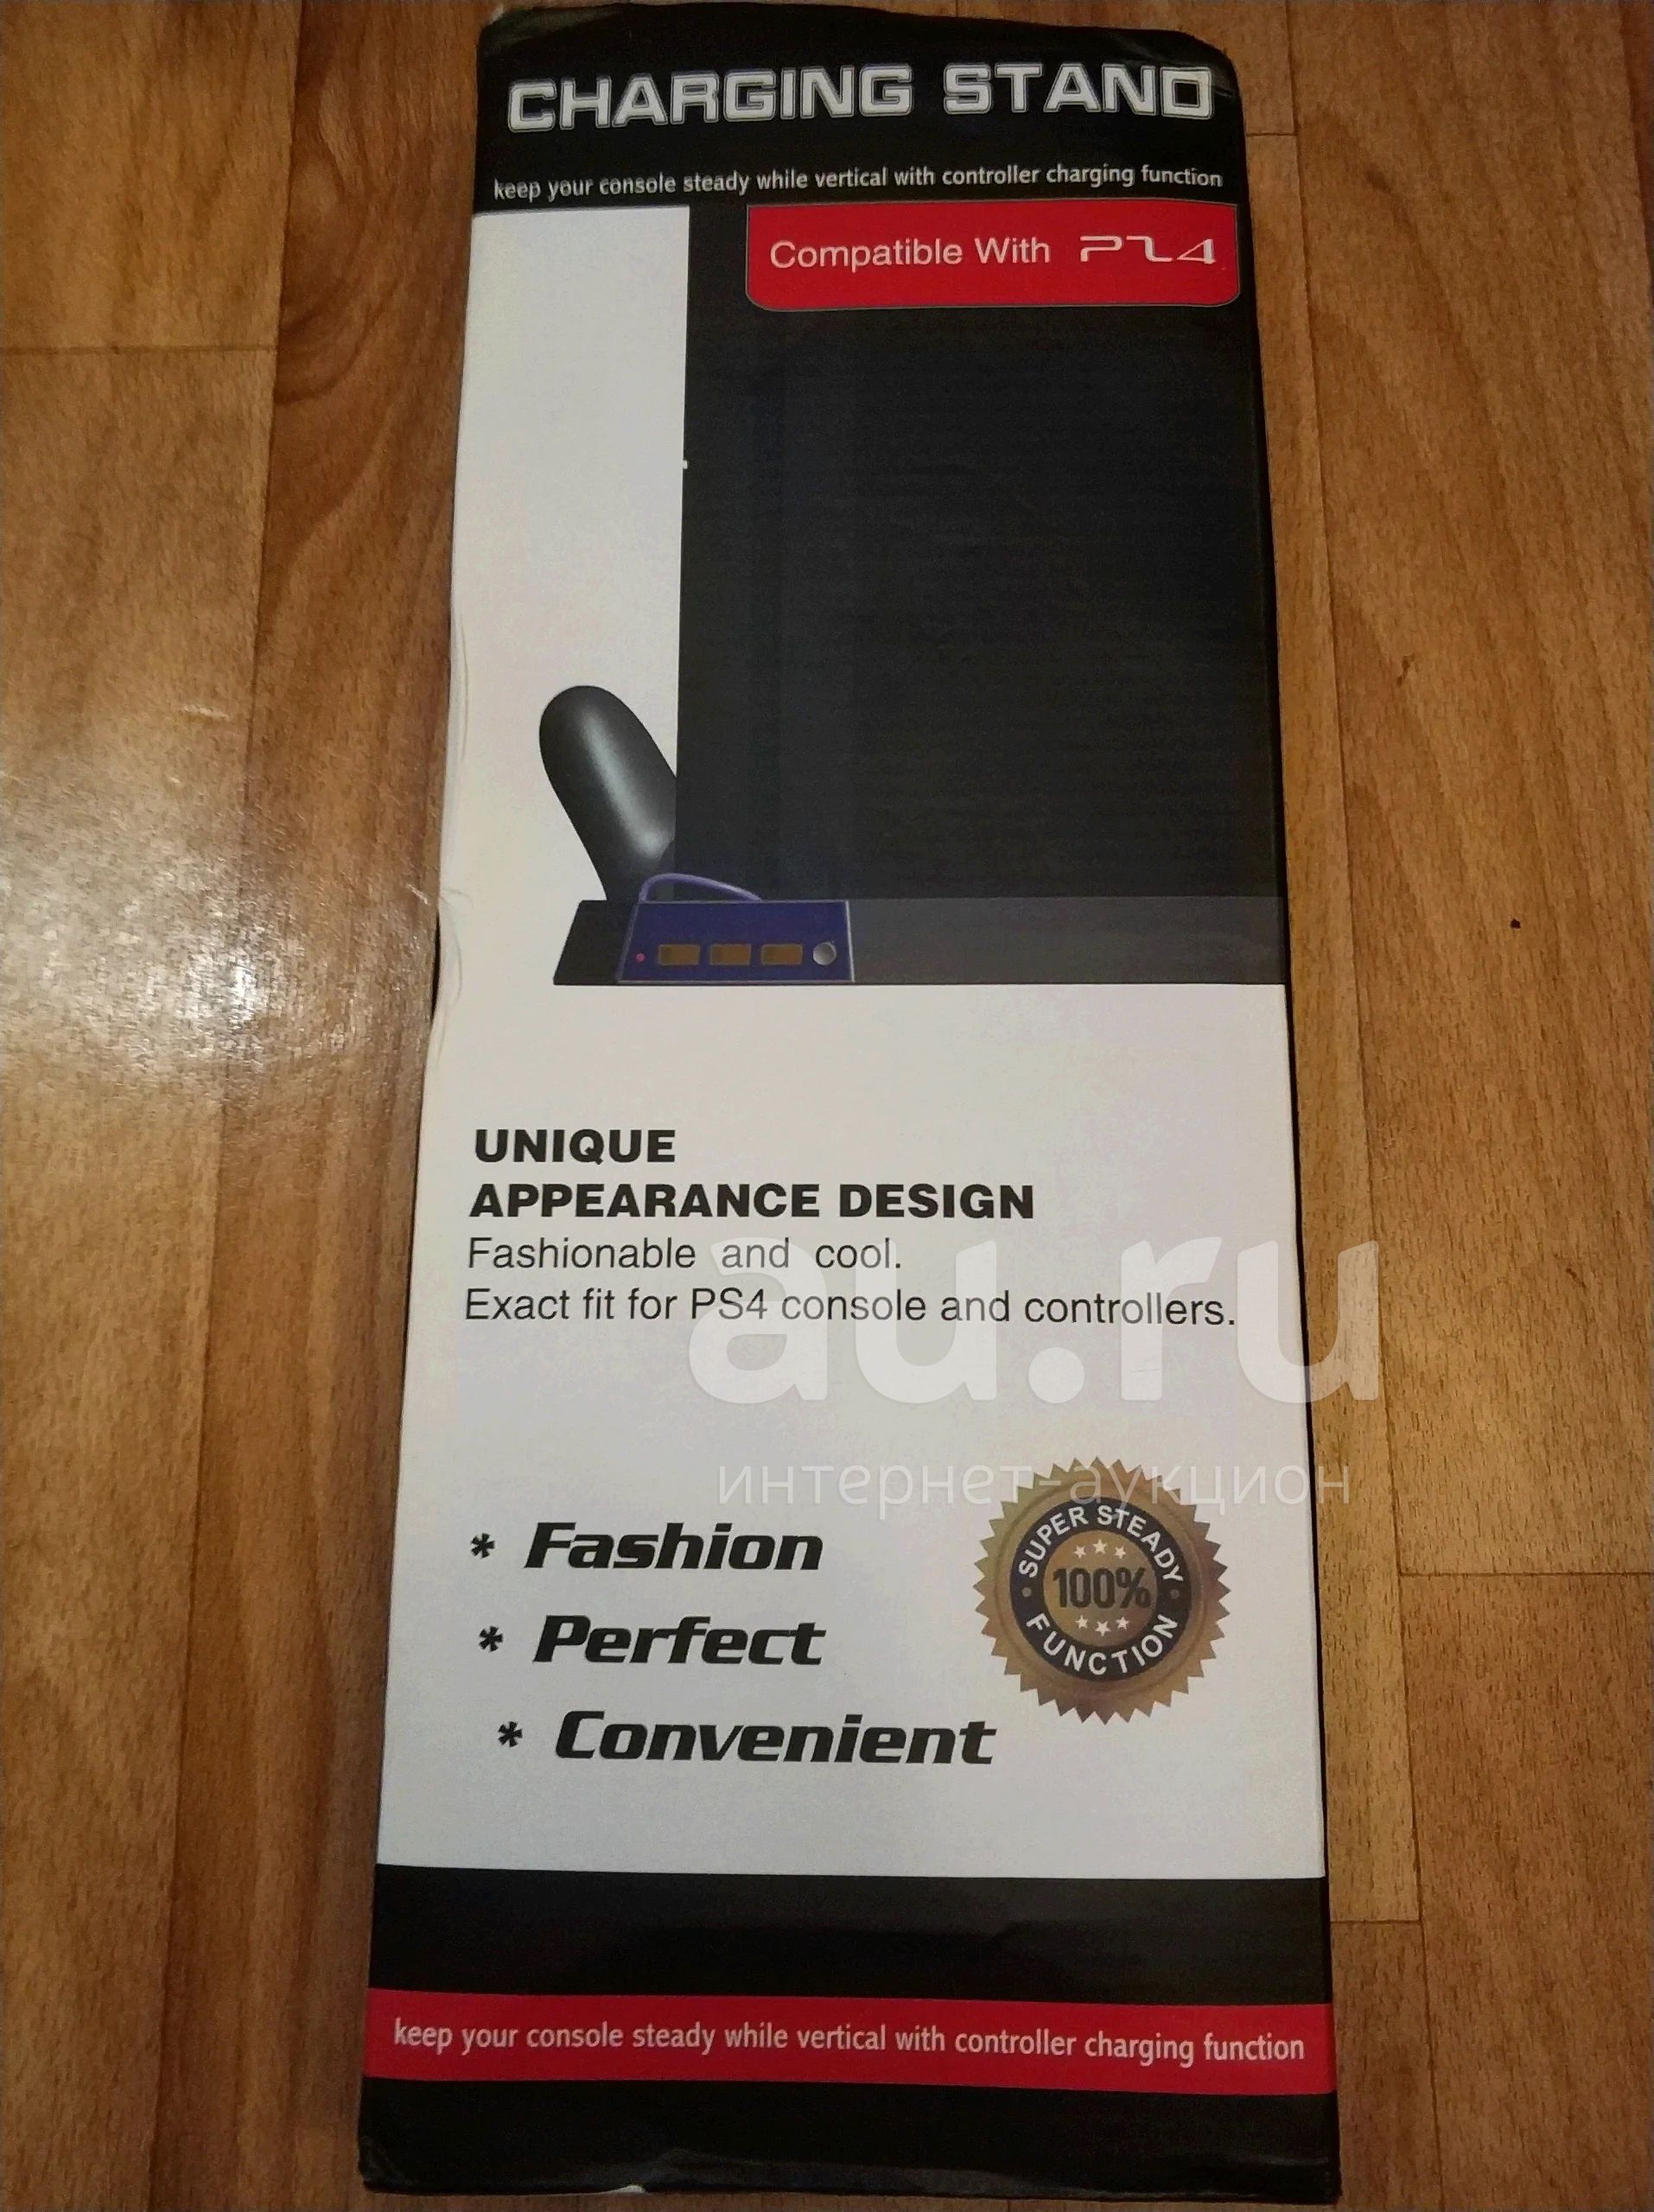 CHARGING STAND
keep your console steady while vertical with controller charging function
Compatible With PS4
UNIQUE
APPEARANCE DESIGN
Fashionable and cool.
Exact fit for PS4 console and controllers.
au.ru
интернет-аукцион
* Fashion
* Perfect
* Convenient
SUPER STEADY
100%
FUNCTION
keep your console steady while vertical with controller charging function